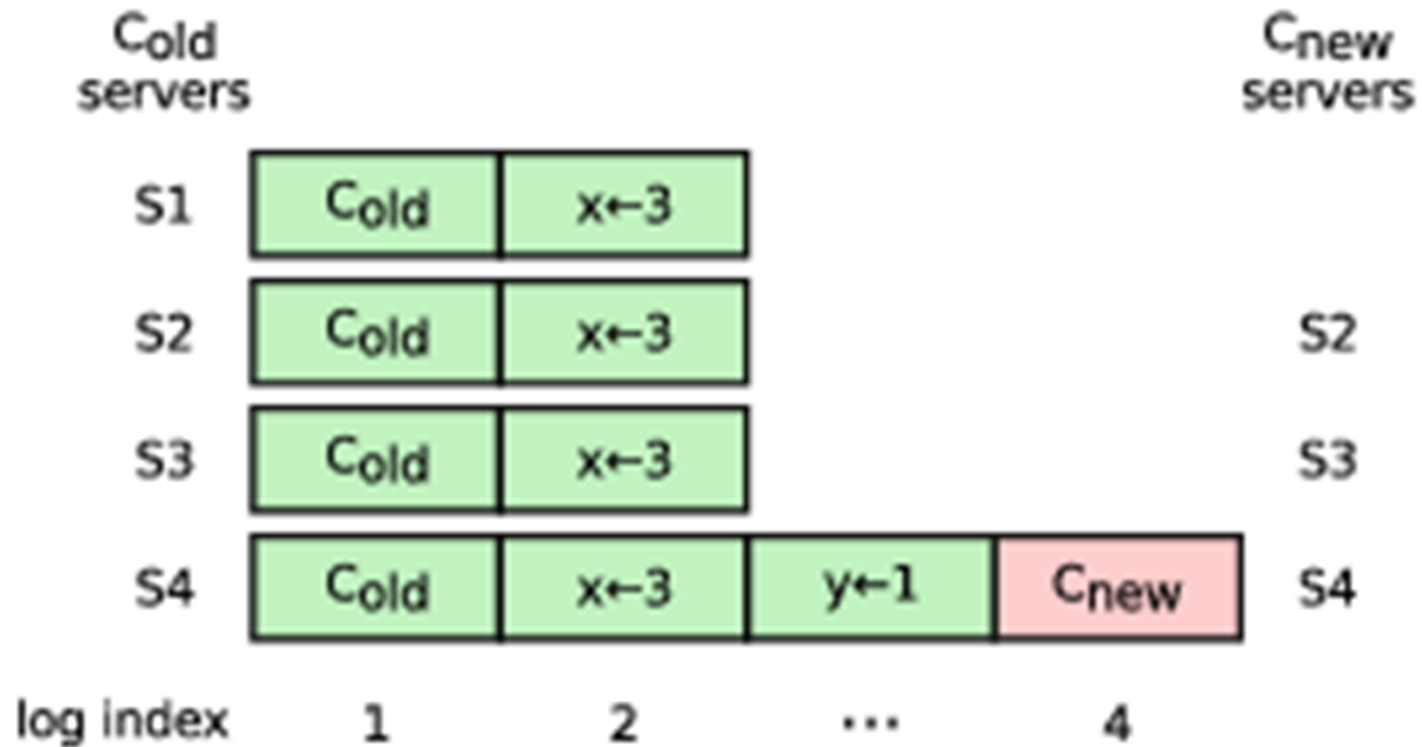 Cold servers
Cnew servers
S1 Cold x←3
S2 Cold x←3 S2
S3 Cold x←3 S3
S4 Cold x←3 y←1 Cnew S4
log index 1 2 ... 4